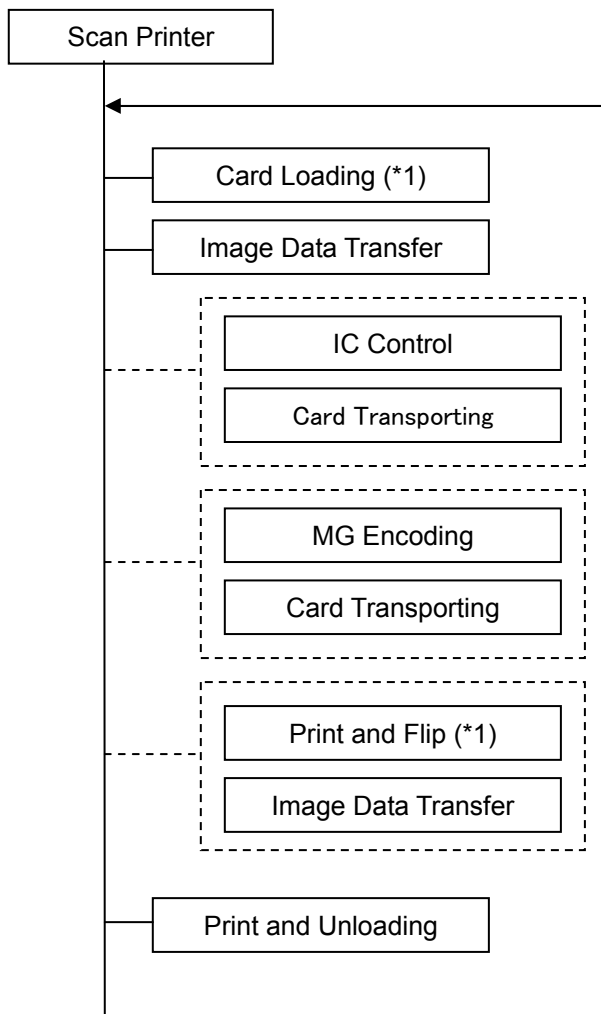 Scan Printer
Card Loading (*1)
Image Data Transfer
IC Control
Card Transporting
MG Encoding
Card Transporting
Print and Flip (*1)
Image Data Transfer
Print and Unloading